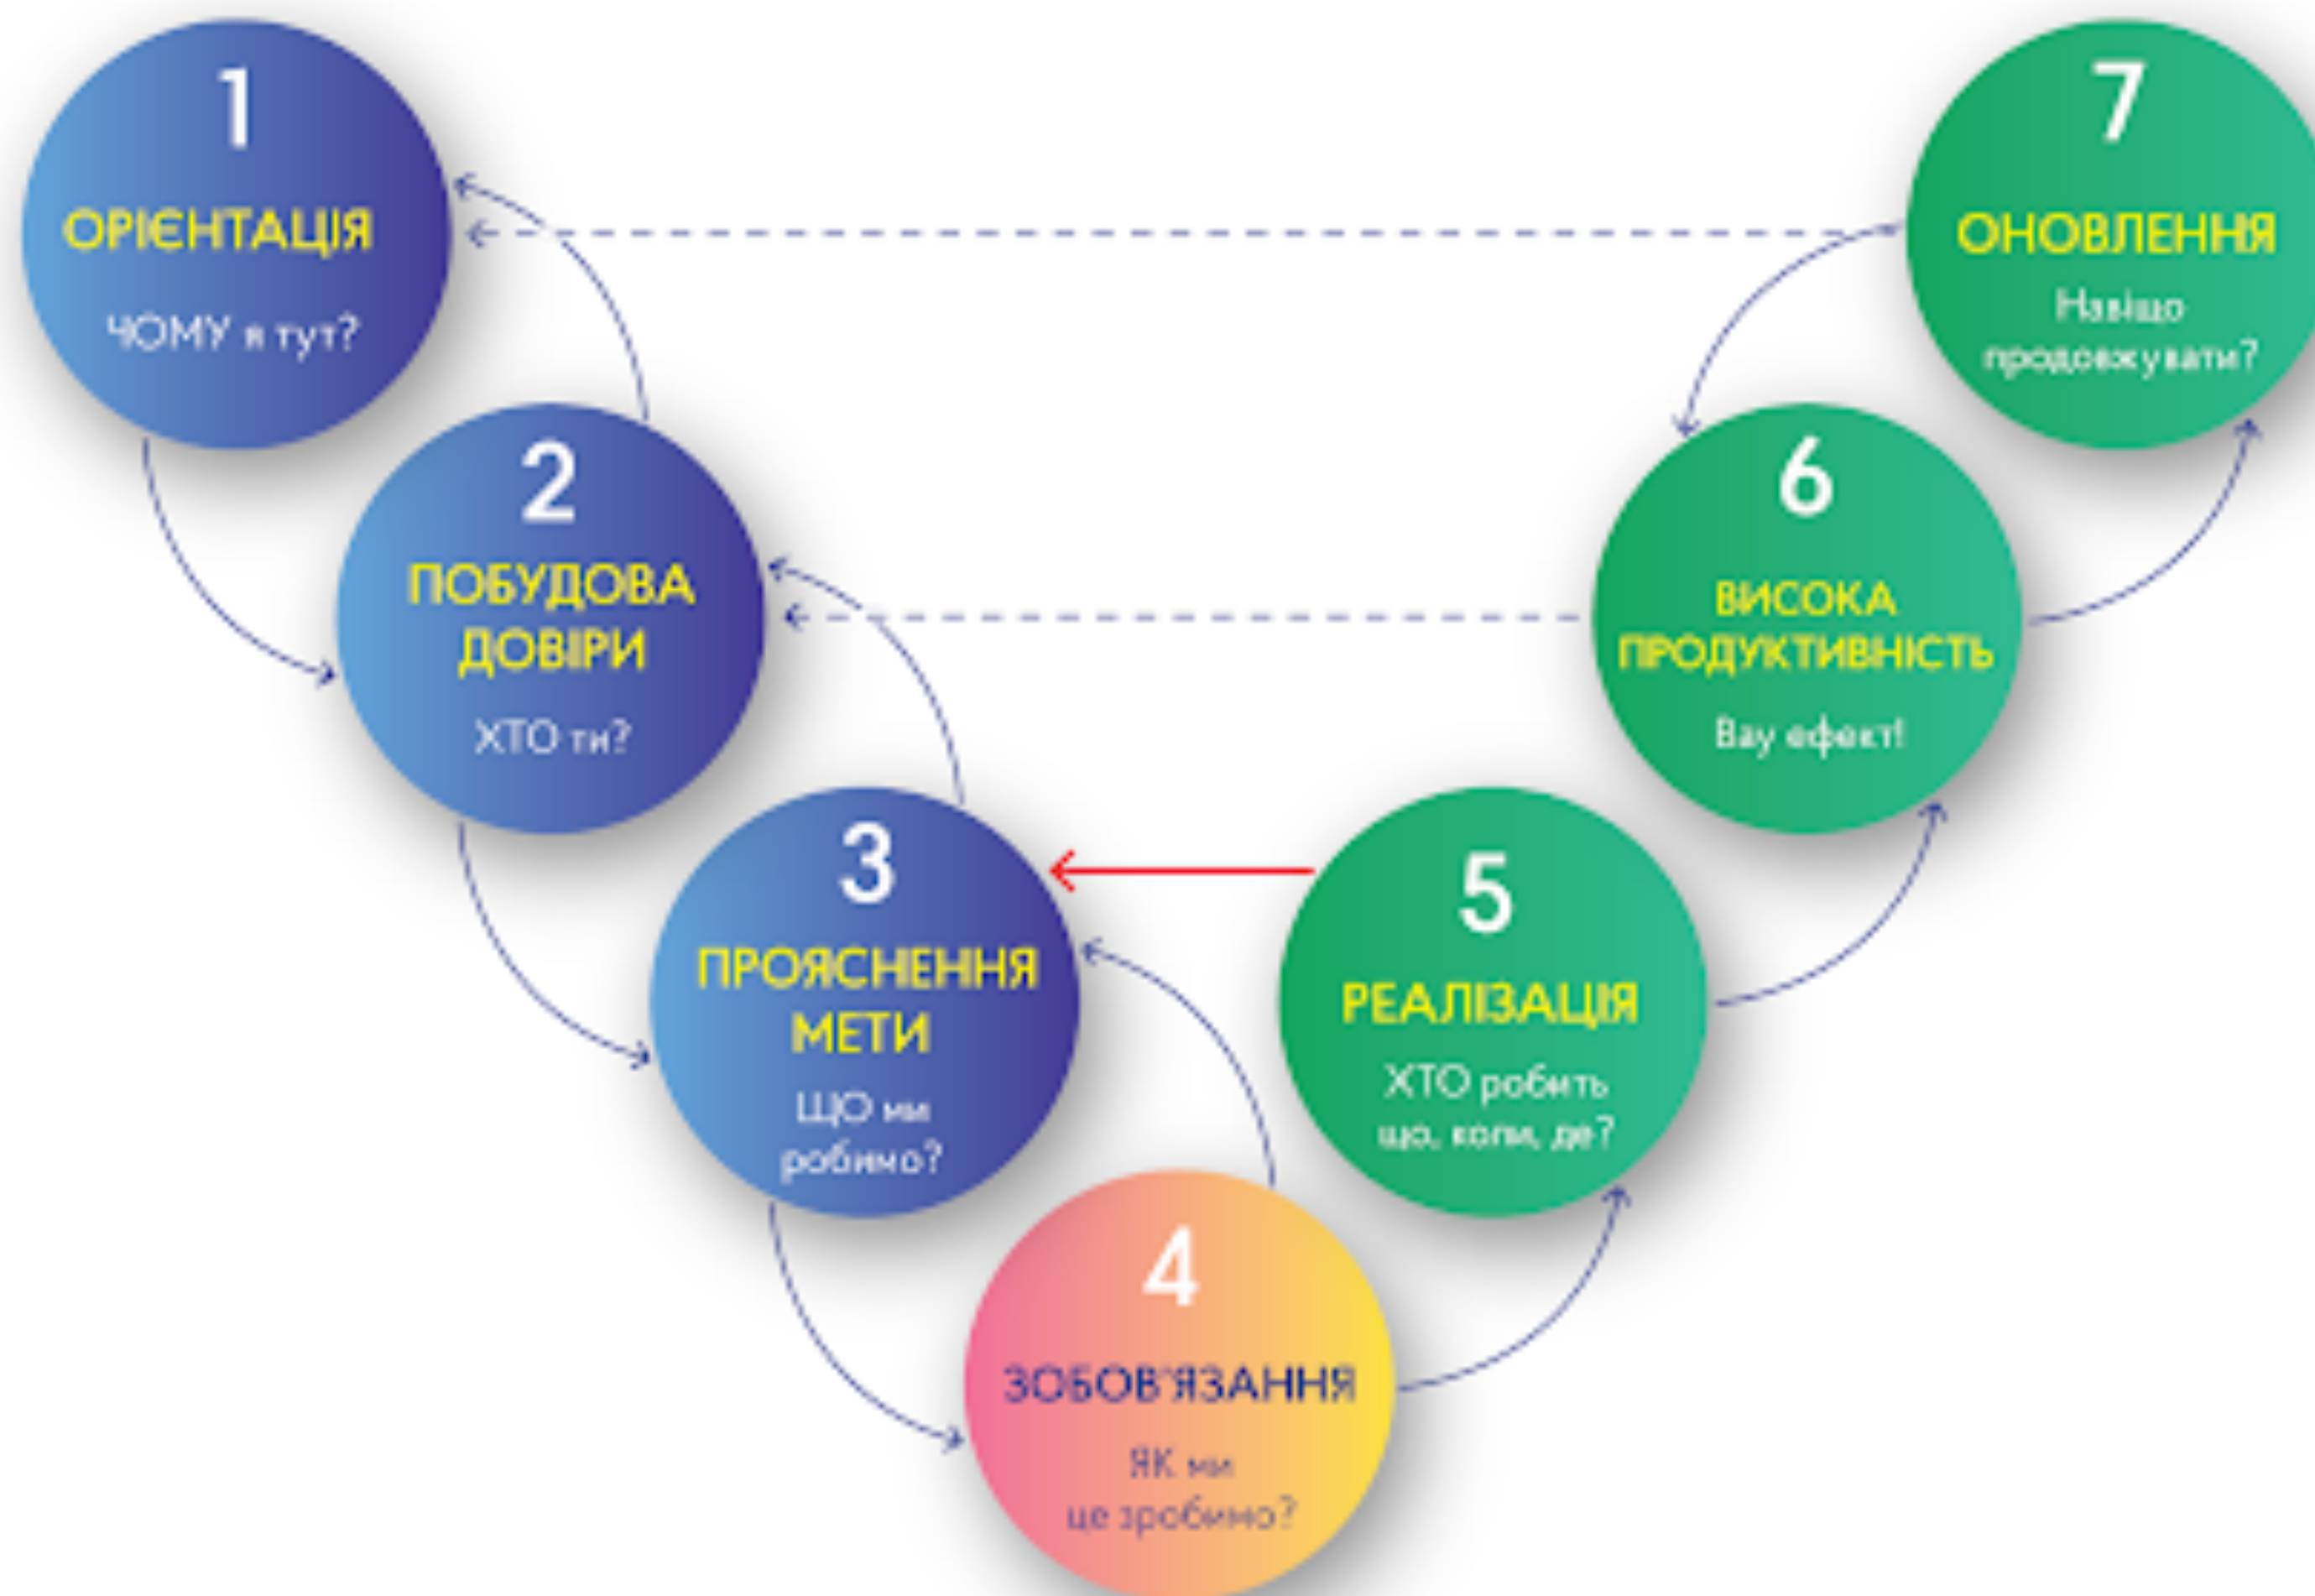 1
ОРІЄНТАЦІЯ
ЧОМУ я тут?
2
ПОБУДОВА
ДОВІРИ
ХТО ти?
3
ПРОЯСНЕННЯ
МЕТИ
ЩО ми
робимо?
4
ЗОБОВ'ЯЗАННЯ
ЯК ми
це зробимо?
5
РЕАЛІЗАЦІЯ
ХТО робить
що, коли, де?
6
ВИСОКА
ПРОДУКТИВНІСТЬ
Вау ефект!
7
ОНОВЛЕННЯ
Навіщо
продовжувати?